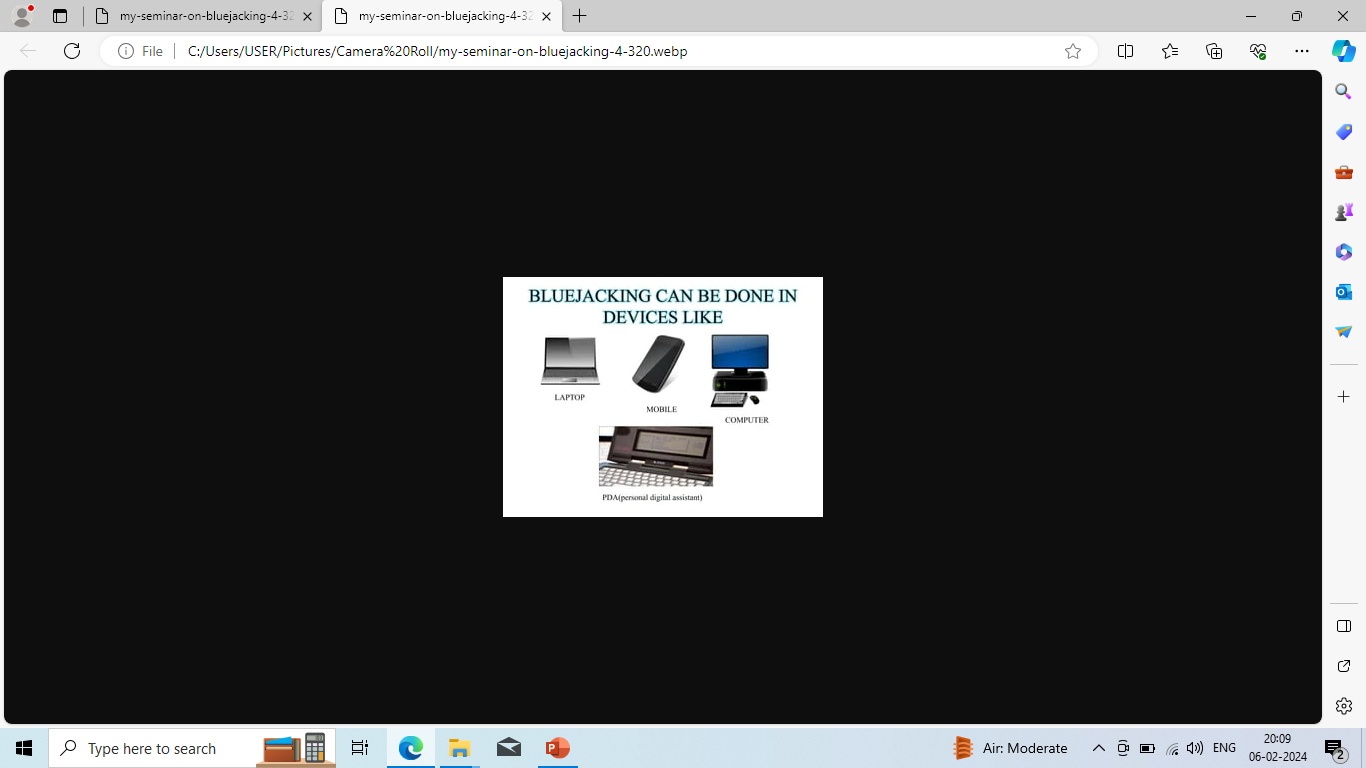 my-seminar-on-bluejacking-4-32
my-seminar-on-bluejacking-4-32
File
C:/Users/USER/Pictures/Camera%20Roll/my-seminar-on-bluejacking-4-320.webp
BLUEJACKING CAN BE DONE IN
DEVICES LIKE
LAPTOP
MOBILE
COMPUTER
PDA(personal digital assistant)
Type here to search
Air: Moderate
ENG
20:09
06-02-2024
2